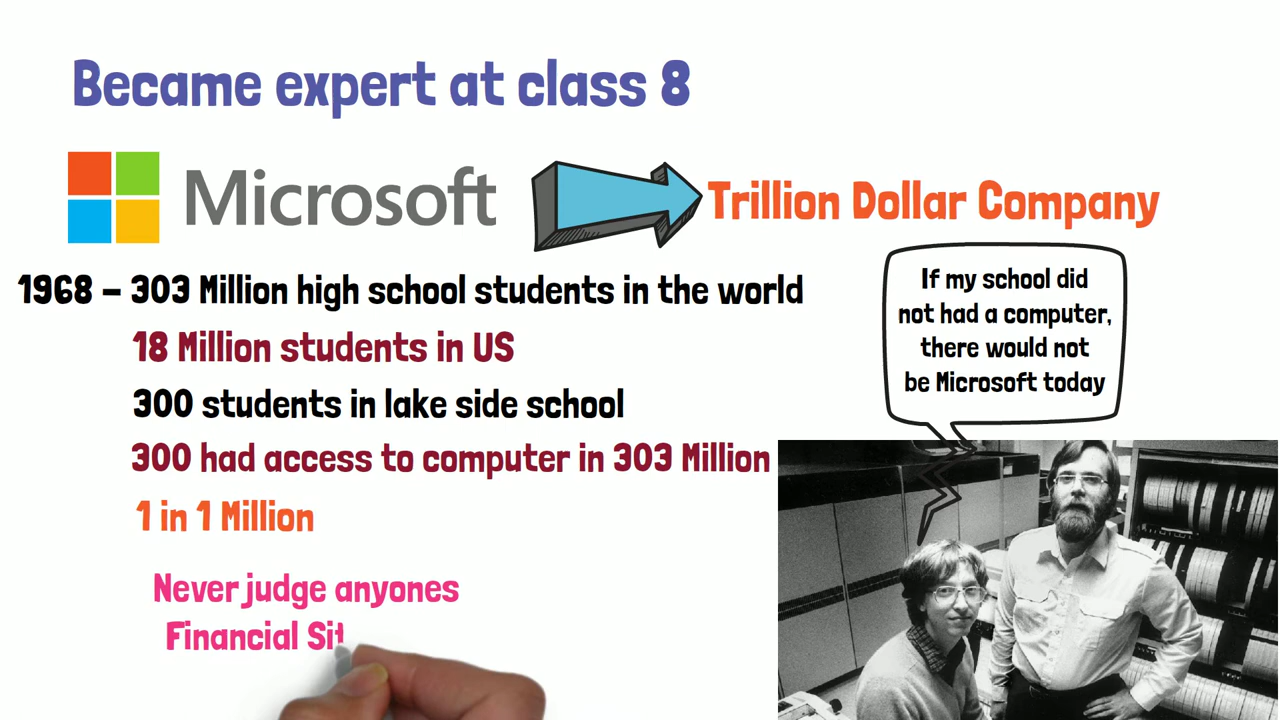 Became expert at class 8
Microsoft
Trillion Dollar Company
1968 – 303 Million high school students in the world
18 Million students in US
300 students in lake side school
300 had access to computer in 303 Million
1 in 1 Million
If my school did
not had a computer,
there would not
be Microsoft today
Never judge anyones
Financial Sit